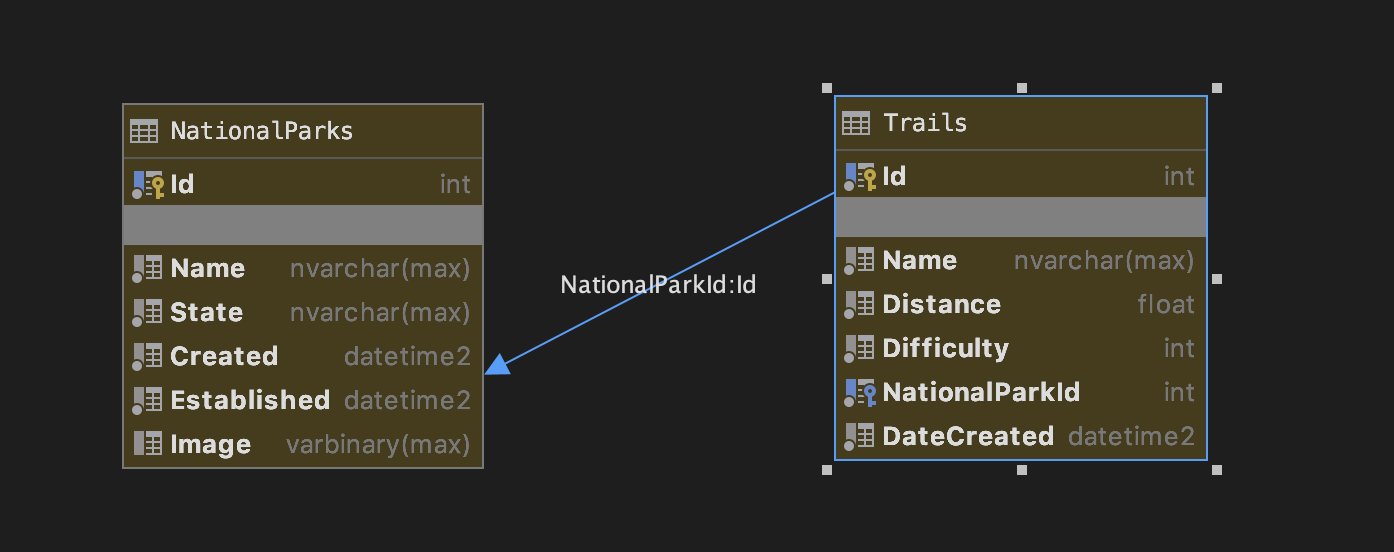 NationalParks
Id int
Name nvarchar(max)
State nvarchar(max)
Created datetime2
Established datetime2
Image varbinary(max)
NationalParkId:Id
Trails
Id int
Name nvarchar(max)
Distance float
Difficulty int
NationalParkId int
DateCreated datetime2